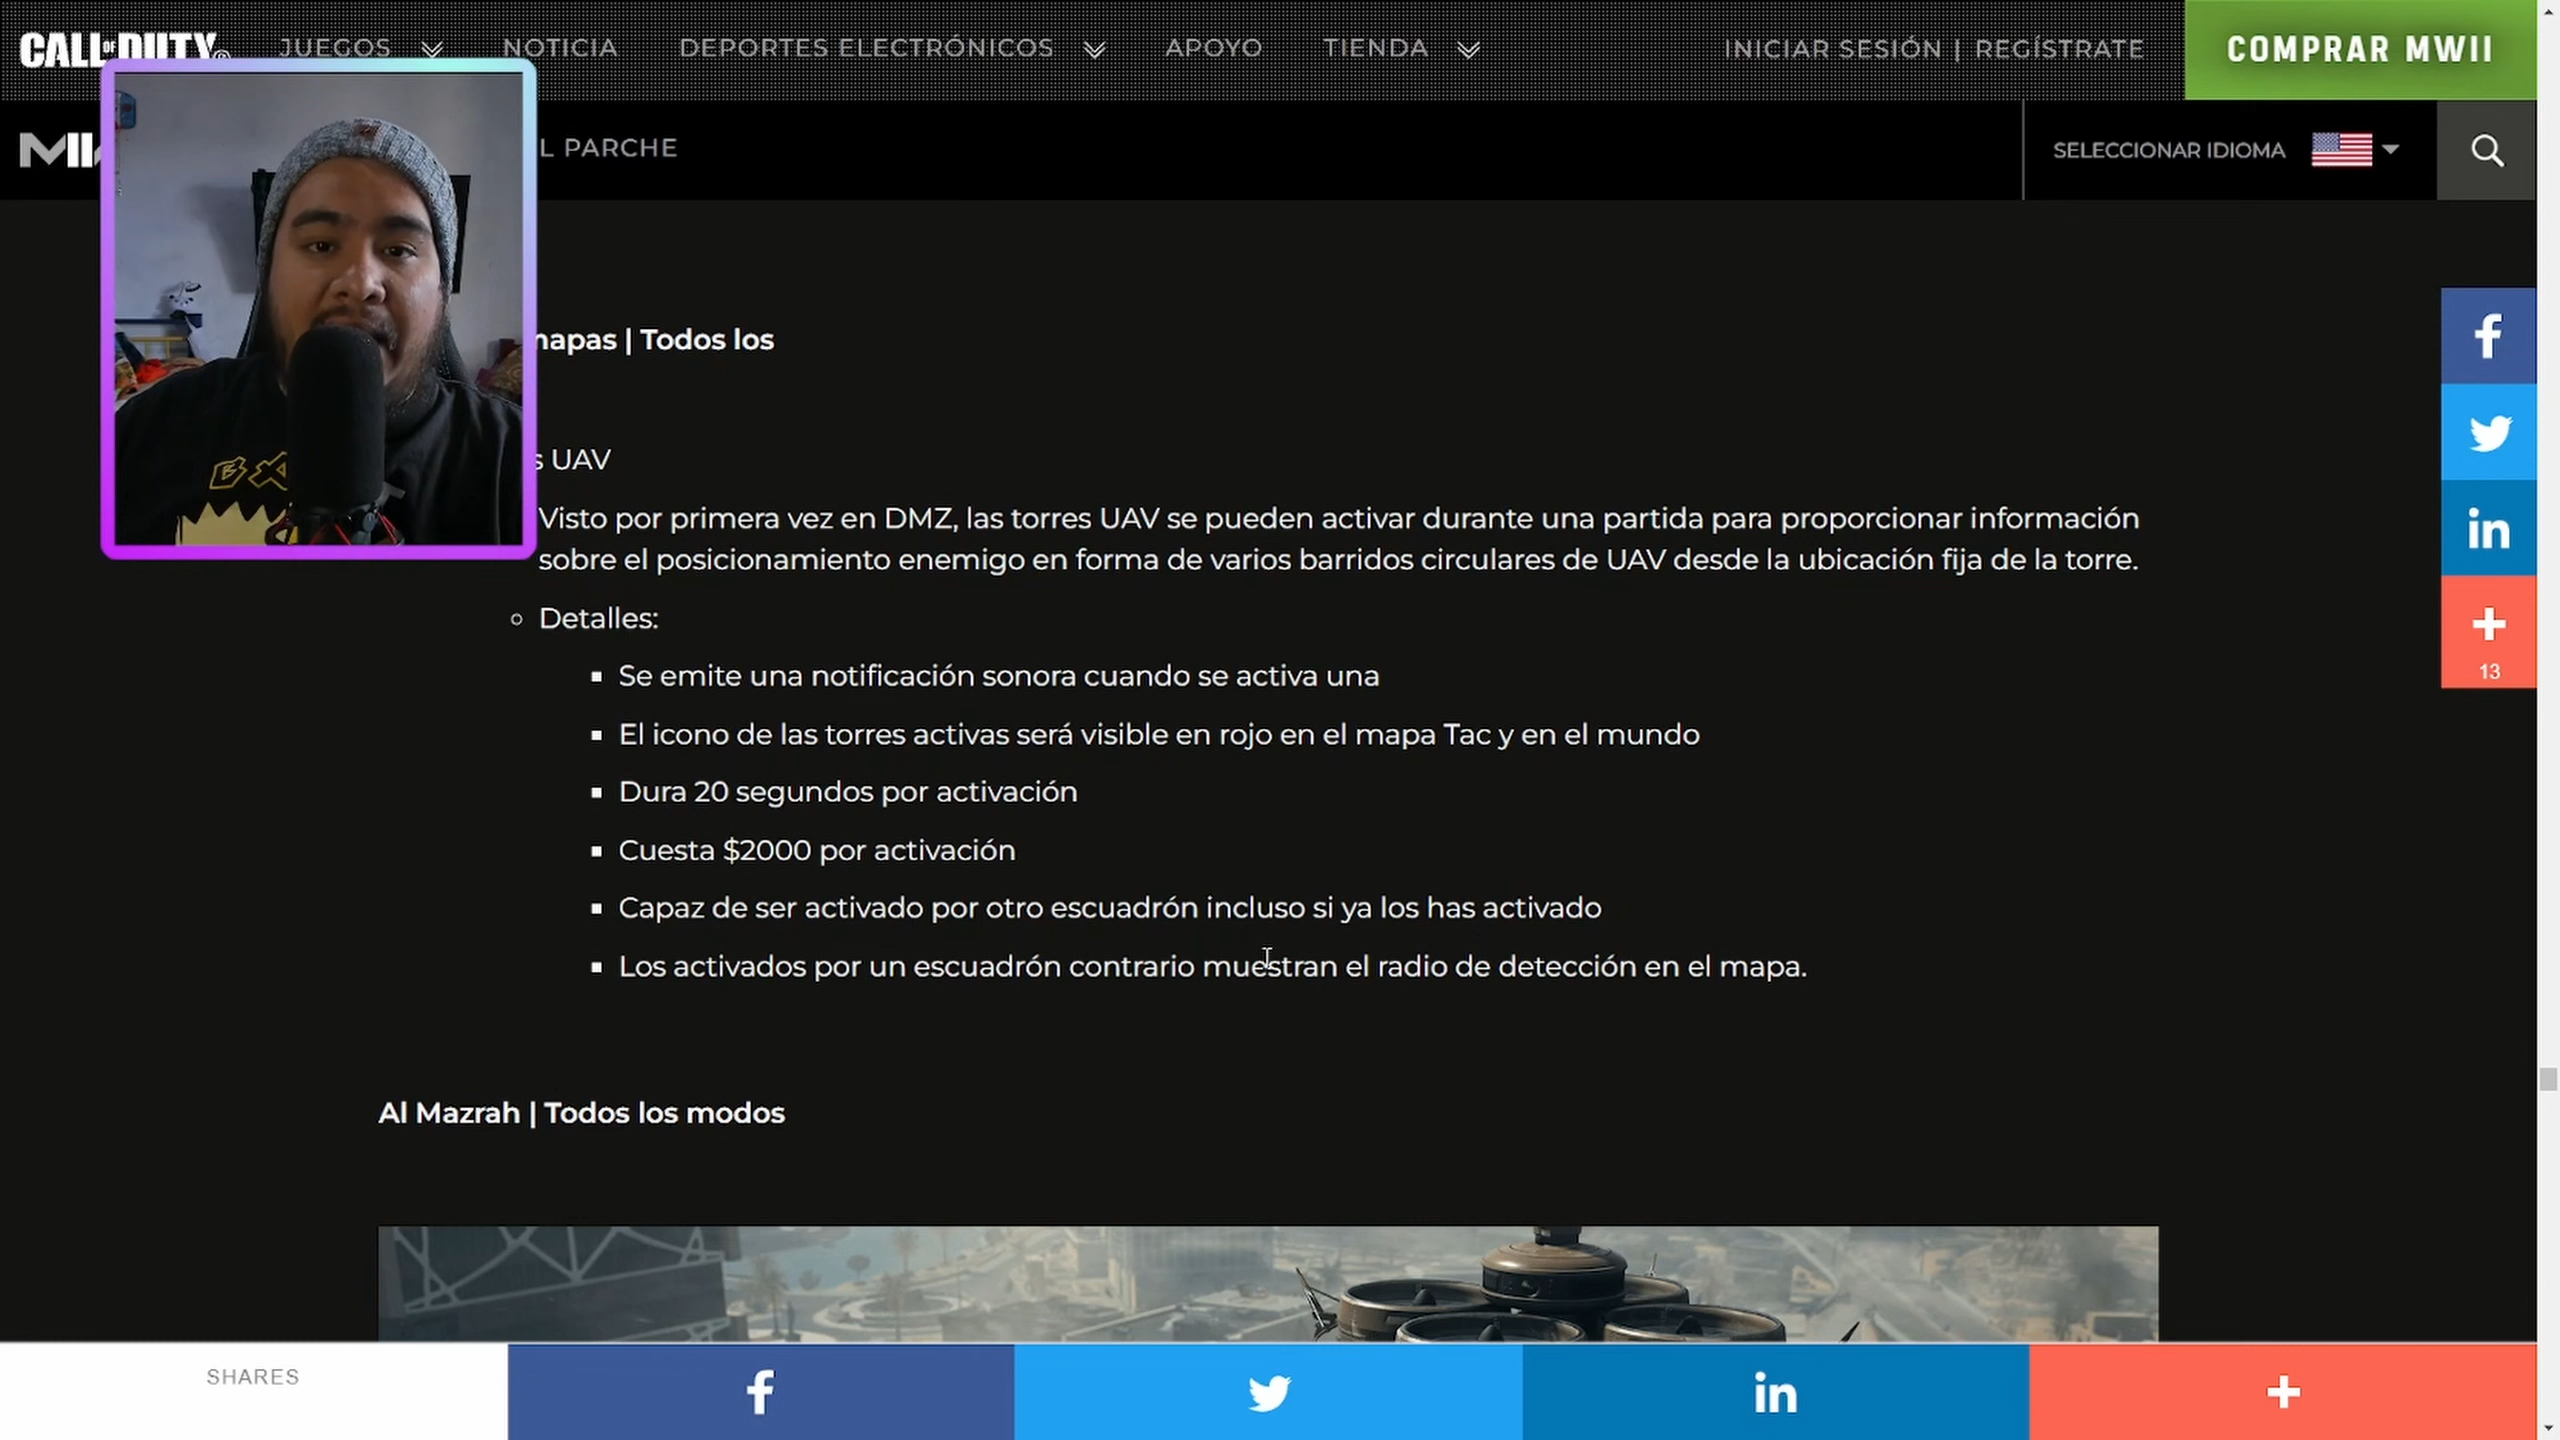 CALL OF DUTY JUEGOS NOTICIA DEPORTES ELECTRÓNICOS APOYO TIENDA INICIAR SESIÓN | REGÍSTRATE COMPRAR MWII
L PARCHE SELECCIONAR IDIOMA
mapas | Todos los
s UAV
Visto por primera vez en DMZ, las torres UAV se pueden activar durante una partida para proporcionar información
sobre el posicionamiento enemigo en forma de varios barridos circulares de UAV desde la ubicación fija de la torre.
Detalles:
Se emite una notificación sonora cuando se activa una
El icono de las torres activas será visible en rojo en el mapa Tac y en el mundo
Dura 20 segundos por activación
Cuesta $2000 por activación
Capaz de ser activado por otro escuadrón incluso si ya los has activado
Los activados por un escuadrón contrario muestran el radio de detección en el mapa.
13
Al Mazrah | Todos los modos
SHARES